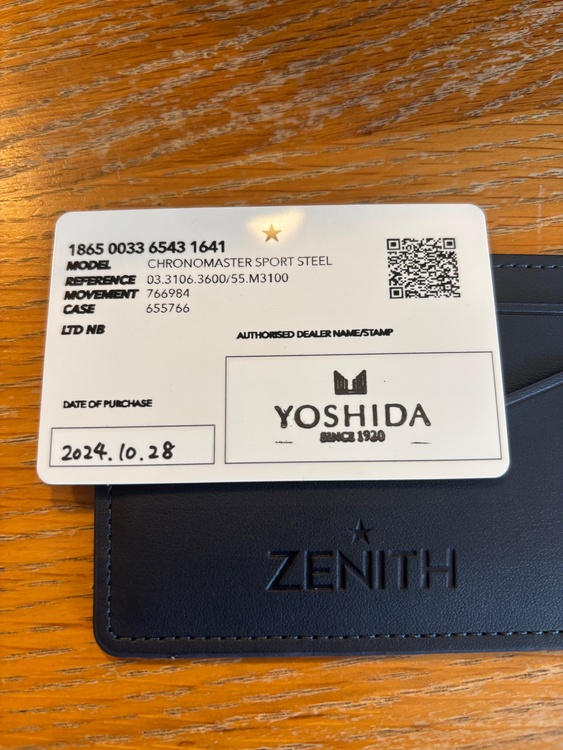 1865 0033 6543 1641
MODEL CHRONOMASTER SPORT STEEL
REFERENCE 03.3106.3600/55.M3100
MOVEMENT 766984
CASE 655766
LTD NB
AUTHORISED DEALER NAME/STAMP
DATE OF PURCHASE
2024.10.28
YOSHIDA
SINCE 1920
ZENITH